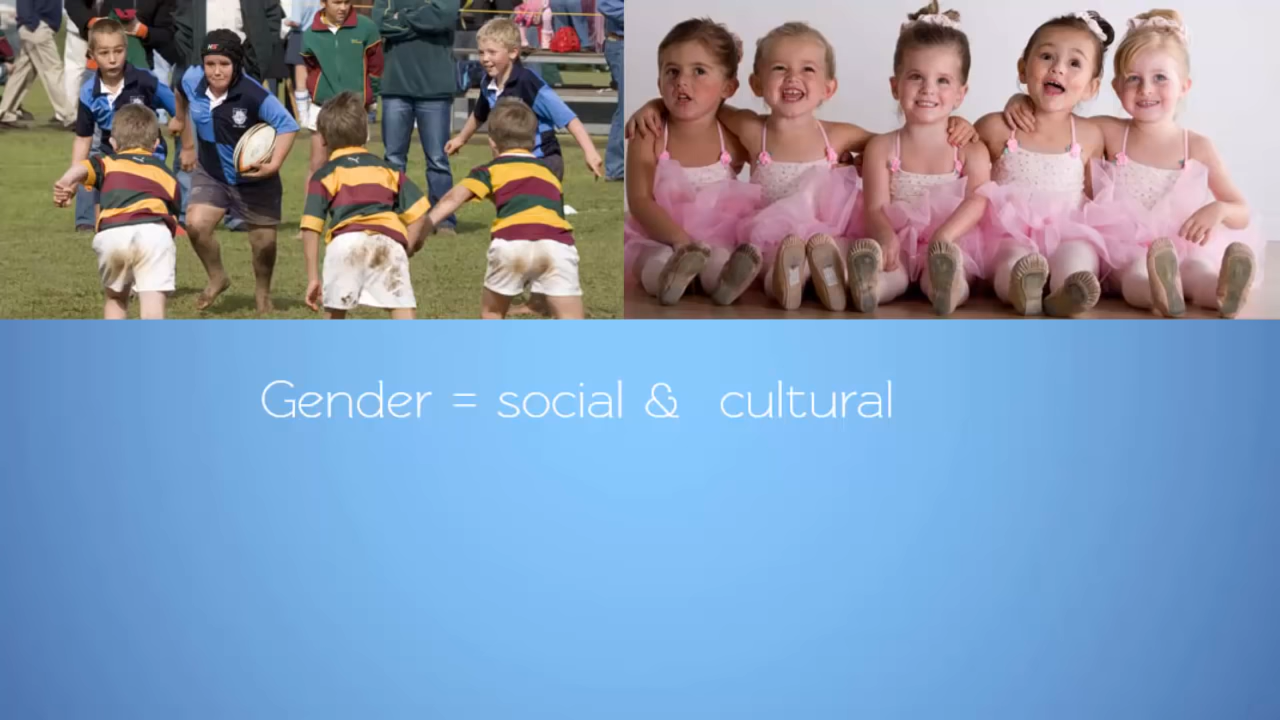 Gender = social & cultural